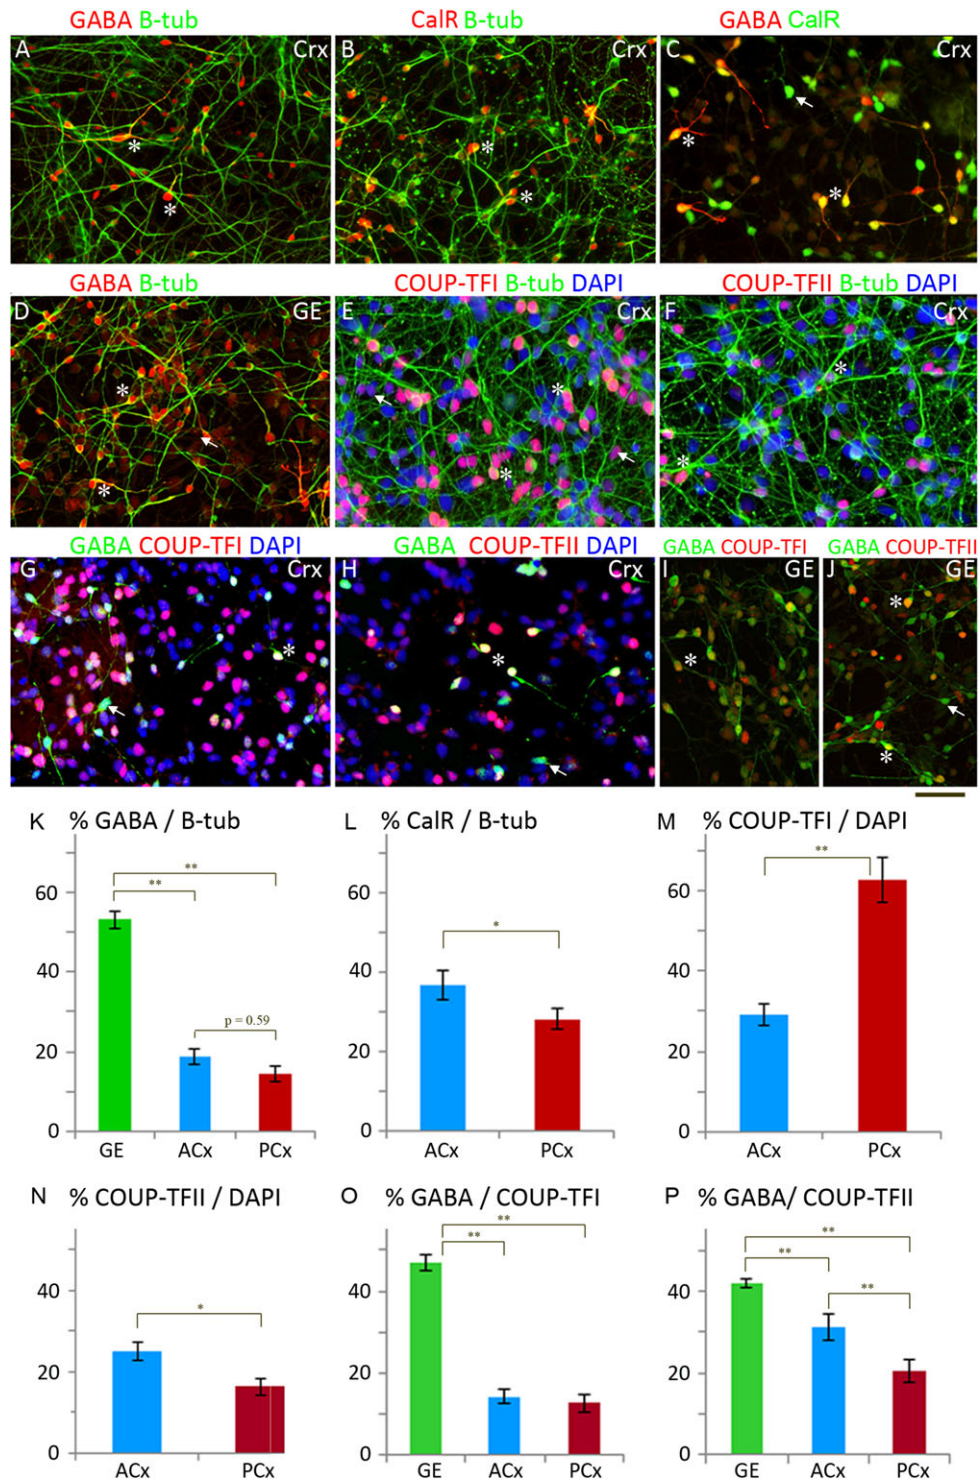 GABA B-tub CalR B-tub GABA CalR
A Crx B Crx C Crx
* * * * * *
GABA B-tub COUP-TFI B-tub DAPI COUP-TFII B-tub DAPI
D GE E Crx F Crx
* * * * * *
GABA COUP-TFI DAPI GABA COUP-TFII DAPI GABA COUP-TFI GABA COUP-TFII
G Crx H Crx I GE J GE
* * * * *
K % GABA / B-tub
60
40
20
0
**
**
p = 0.59
GE ACx PCx
L % CalR / B-tub
60
40
20
0
*
ACx PCx
M % COUP-TFI / DAPI
60
40
20
0
**
ACx PCx
N % COUP-TFII / DAPI
40
20
0
*
ACx PCx
O % GABA / COUP-TFI
40
20
0
**
**
GE ACx PCx
P % GABA/ COUP-TFII
40
20
0
**
**
**
GE ACx PCx